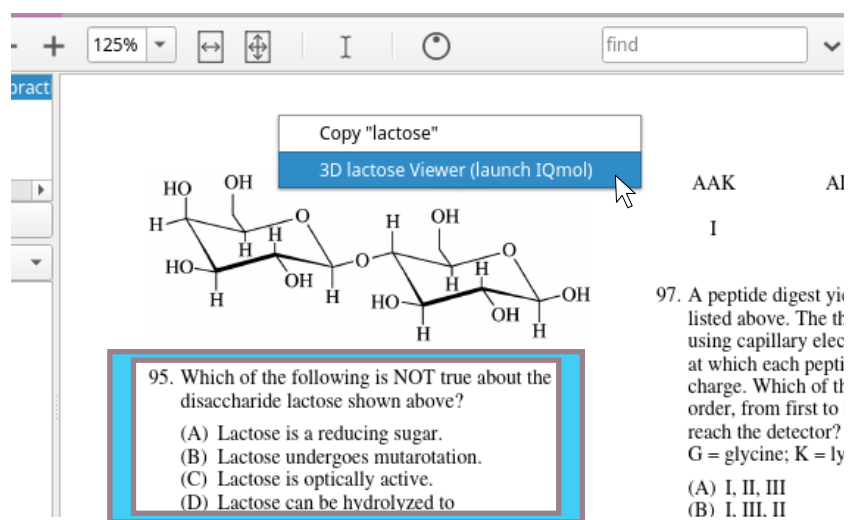 125%
find
pract
Copy "lactose"
3D lactose Viewer (launch IQmol)
HO
OH
H
O
H
H
HO
OH
H
H
O
H
OH
O
H
H
HO
OH
H
H
OH
95. Which of the following is NOT true about the
disaccharide lactose shown above?
(A) Lactose is a reducing sugar.
(B) Lactose undergoes mutarotation.
(C) Lactose is optically active.
(D) Lactose can be hydrolyzed to
AAK
I
97. A peptide digest yi
listed above. The th
using capillary elec
at which each pepti
charge. Which of th
order, from first to
reach the detector?
G = glycine; K = ly
(A) I, II, III
(B) I, III, II